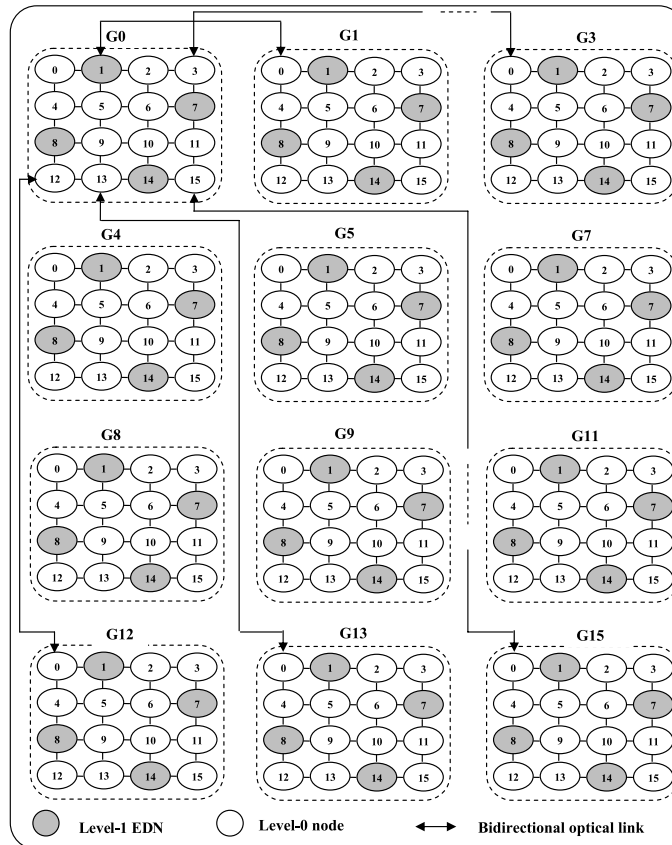 G0 G1 G3
0 1 2 3 0 1 2 3 0 1 2 3
4 5 6 7 4 5 6 7 4 5 6 7
8 9 10 11 8 9 10 11 8 9 10 11
12 13 14 15 12 13 14 15 12 13 14 15
G4 G5 G7
0 1 2 3 0 1 2 3 0 1 2 3
4 5 6 7 4 5 6 7 4 5 6 7
8 9 10 11 8 9 10 11 8 9 10 11
12 13 14 15 12 13 14 15 12 13 14 15
G8 G9 G11
0 1 2 3 0 1 2 3 0 1 2 3
4 5 6 7 4 5 6 7 4 5 6 7
8 9 10 11 8 9 10 11 8 9 10 11
12 13 14 15 12 13 14 15 12 13 14 15
G12 G13 G15
0 1 2 3 0 1 2 3 0 1 2 3
4 5 6 7 4 5 6 7 4 5 6 7
8 9 10 11 8 9 10 11 8 9 10 11
12 13 14 15 12 13 14 15 12 13 14 15
Level-1 EDN Level-0 node Bidirectional optical link